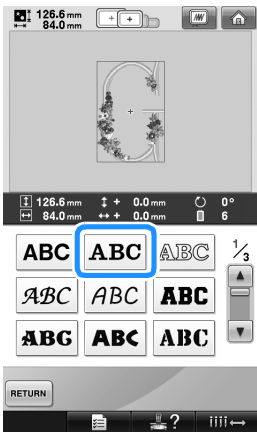 126.6 mm
84.0 mm
126.6 mm + 0.0 mm 0°
84.0 mm + 0.0 mm 6
ABC ABC ABC 1/3
ABC ABC ABC
ABC ABC ABC
RETURN
?